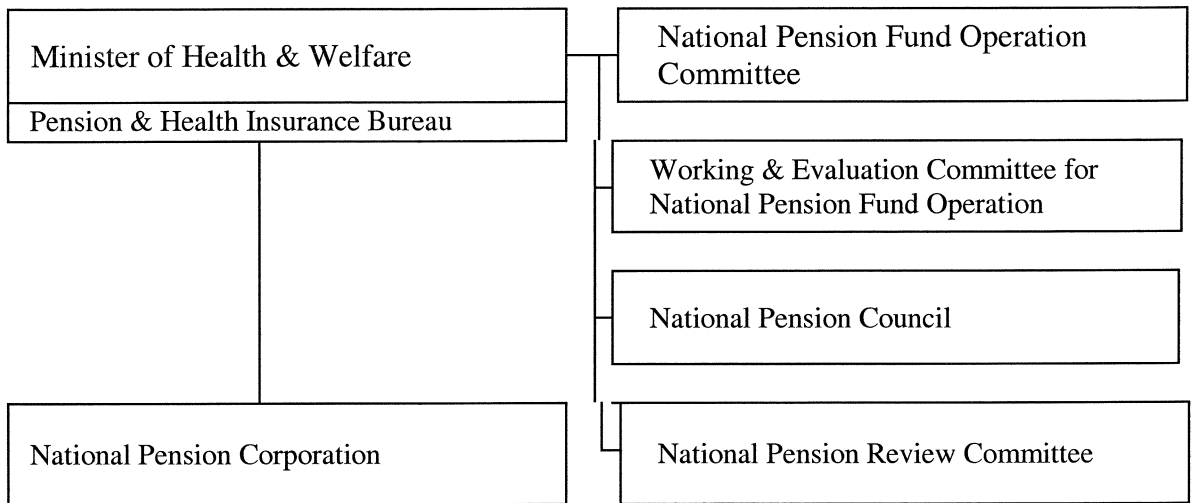 Minister of Health & Welfare
Pension & Health Insurance Bureau
National Pension Fund Operation
Committee
Working & Evaluation Committee for
National Pension Fund Operation
National Pension Council
National Pension Corporation
National Pension Review Committee